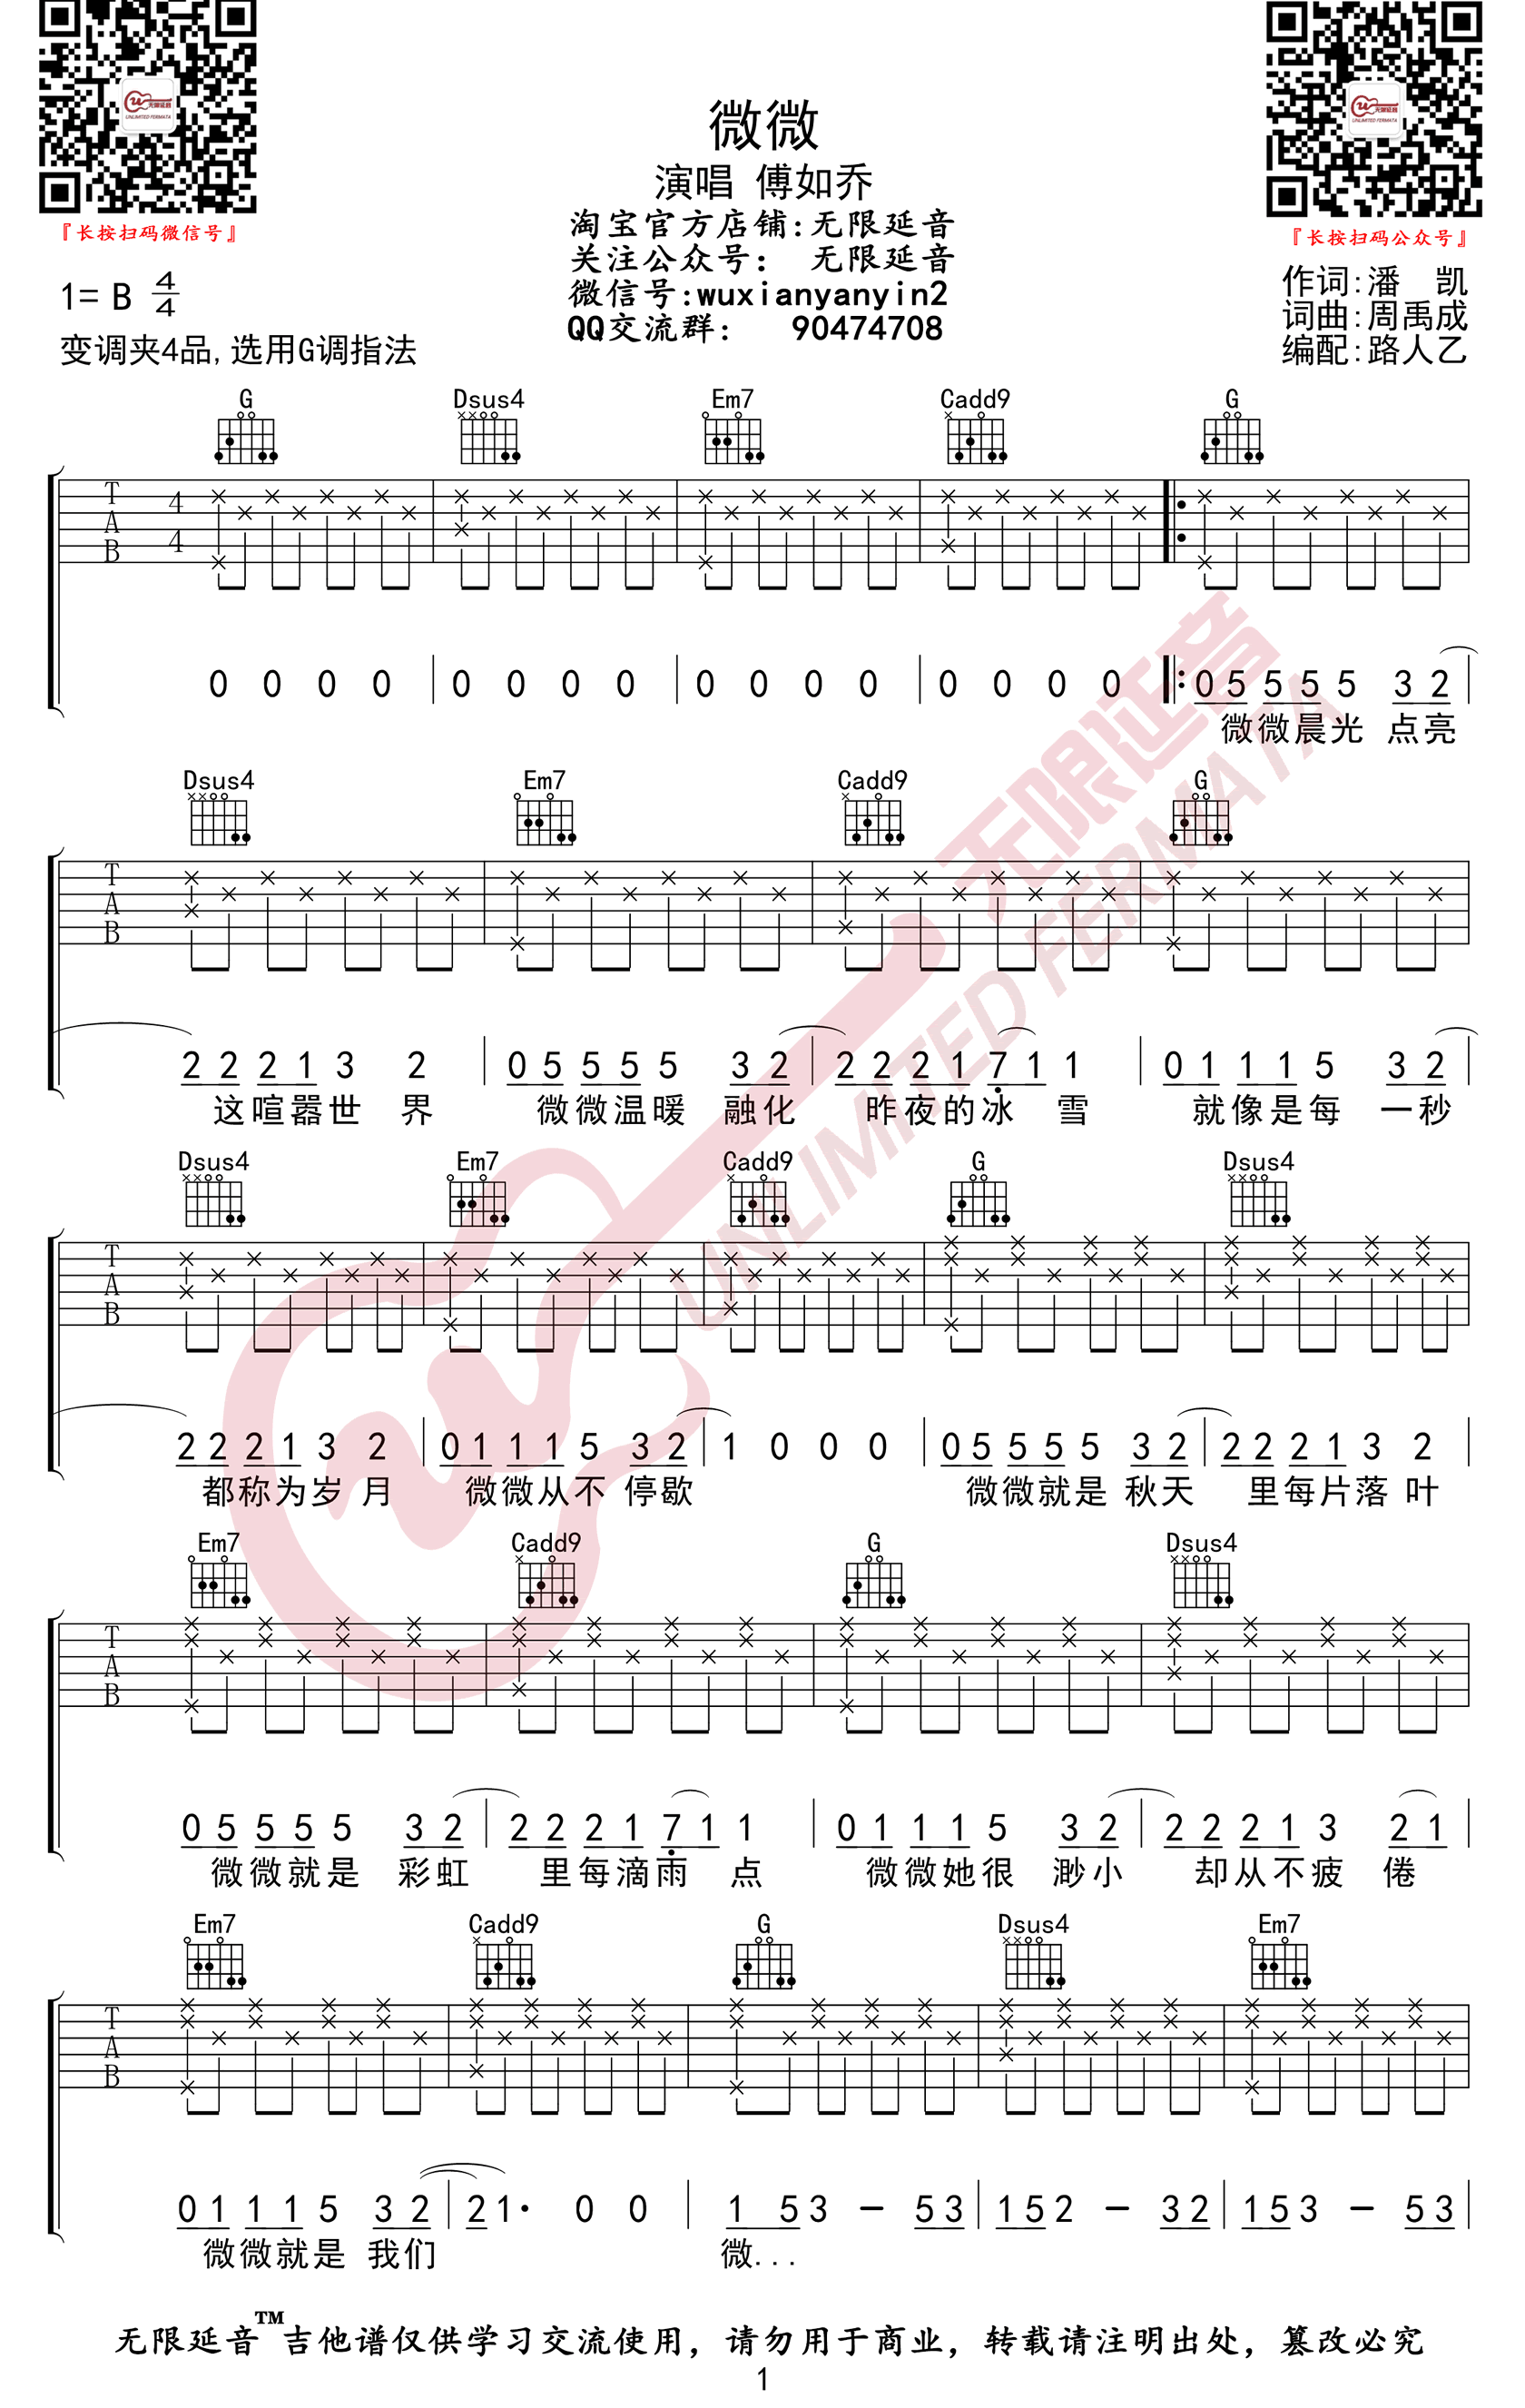 微微
演唱 傅如乔
淘宝官方店铺:无限延音
关注公众号: 无限延音
微信号:wuxianyanyin2
QQ交流群: 90474708
无限延音
UNLIMITED FERMATA
『长按扫码微信号』
无限延音
UNLIMITED FERMATA
『长按扫码公众号』
1= B 4/4
变调夹4品,选用G调指法
作词:潘 凯
词曲:周禹成
编配:路人乙
G Dsus4 Em7 Cadd9 G
T A B 4 4
0 0 0 0 | 0 0 0 0 | 0 0 0 0 | 0 0 0 0 |: 0 5 5 5 5 3 2 |
微微晨光 点亮
Dsus4 Em7 Cadd9 G
T A B
2 2 2 1 3 2 | 0 5 5 5 5 3 2 | 2 2 2 1 7 1 1 | 0 1 1 1 5 3 2 |
这喧嚣世 界 微微温暖 融化 昨夜的冰 雪 就像是每 一秒
Dsus4 Em7 Cadd9 G Dsus4
T A B
2 2 2 1 3 2 | 0 1 1 1 5 3 2 | 1 0 0 0 | 0 5 5 5 5 3 2 | 2 2 2 1 3 2 |
都称为岁 月 微微从不 停歇 微微就是 秋天 里每片落 叶
Em7 Cadd9 G Dsus4
T A B
0 5 5 5 5 3 2 | 2 2 2 1 7 1 1 | 0 1 1 1 5 3 2 | 2 2 2 1 3 2 1 |
微微就是 彩虹 里每滴雨 点 微微她很 渺小 却从不疲 倦
Em7 Cadd9 G Dsus4 Em7
T A B
0 1 1 1 5 3 2 | 2 1· 0 0 | 1 5 3 – 5 3 | 1 5 2 – 3 2 | 1 5 3 – 5 3 |
微微就是 我们 微...
无限延音
UNLIMITED FERMATA
无限延音™吉他谱仅供学习交流使用，请勿用于商业，转载请注明出处，篡改必究
1